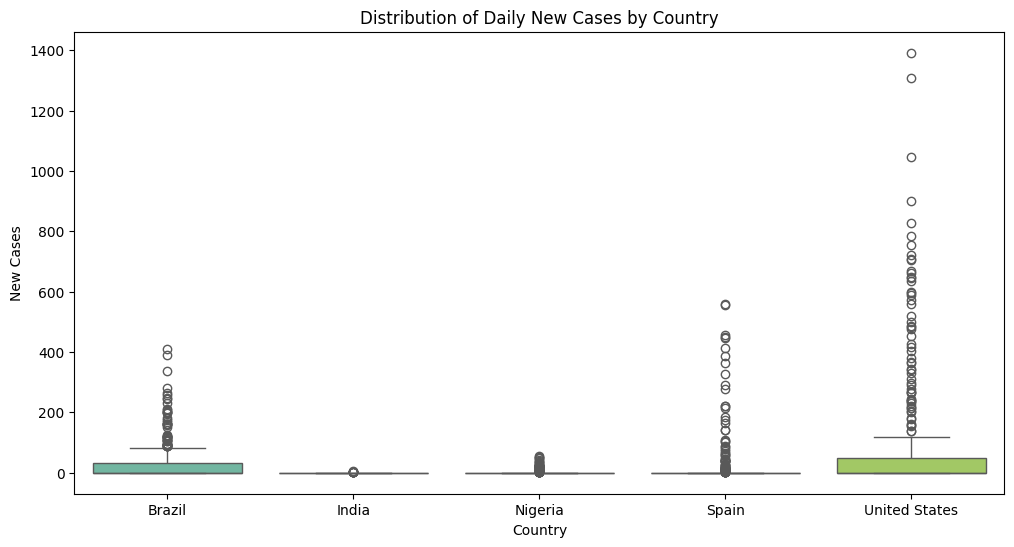 Distribution of Daily New Cases by Country
1400
1200
1000
800
600
400
200
0
New Cases
Brazil India Nigeria Spain United States
Country